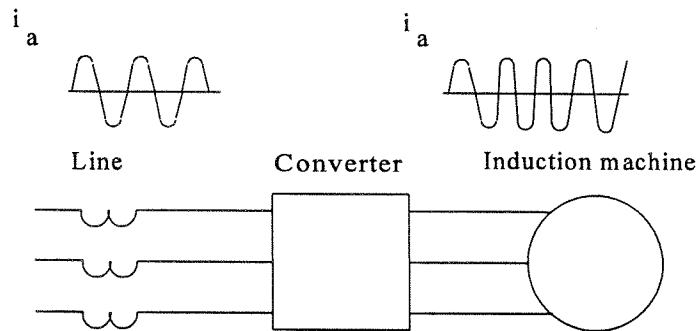 i a
i a
Line
Converter
Induction machine